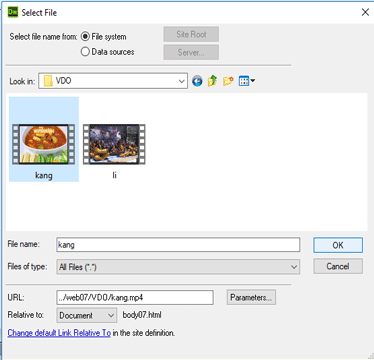 Dw Select File
Select file name from: File system Site Root
Data sources Server...
Look in: VDO
kang li
File name: kang OK
Files of type: All Files (*.*) Cancel
URL: ../web07/VDO/kang.mp4 Parameters...
Relative to: Document body07.html
Change default Link Relative To in the site definition.